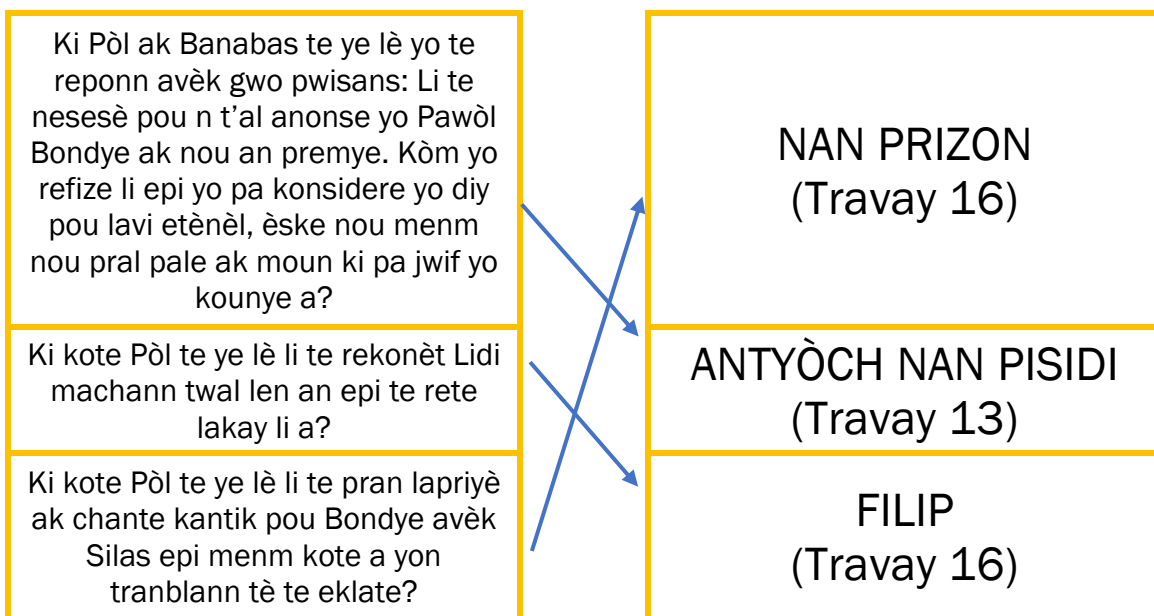 Ki Pòl ak Banabas te ye lè yo te
reponn avèk gwo pwisans: Li te
nesesè pou n t’al anonse yo Pawòl
Bondye ak nou an premye. Kòm yo
refize li epi yo pa konsidere yo diy
pou lavi etènèl, èske nou menm
nou pral pale ak moun ki pa jwif yo
kounye a?
Ki kote Pòl te ye lè li te rekonèt Lidi
machann twal len an epi te rete
lakay li a?
Ki kote Pòl te ye lè li te pran lapriyè
ak chante kantik pou Bondye avèk
Silas epi menm kote a yon
tranblann tè te eklate?
NAN PRIZON
(Travay 16)
ANTYÒCH NAN PISIDI
(Travay 13)
FILIP
(Travay 16)